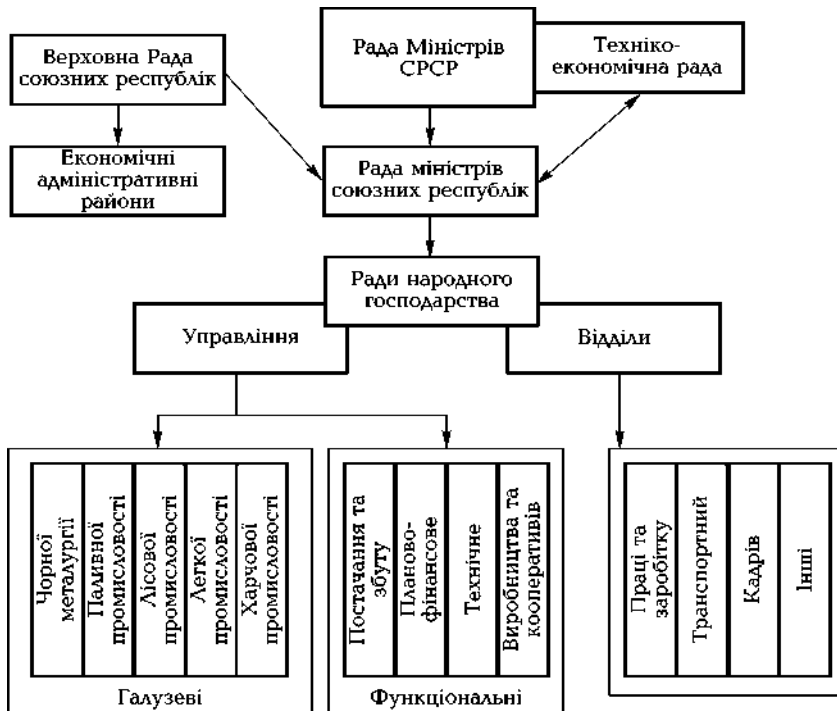 Верховна Рада
союзних республік
Рада Міністрів
СРСР
Техніко-
економічна рада
Економічні
адміністративні
райони
Рада міністрів
союзних республік
Ради народного
господарства
Управління
Відділи
Чорної
металургії
Паливної
промисловості
Лісової
промисловості
Легкої
промисловості
Харчової
промисловості
Галузеві
Постачання та
збуту
Планово-
фінансове
Технічне
Виробництва та
кооперативів
Функціональні
Праці та
заробітку
Транспортний
Кадрів
Інші